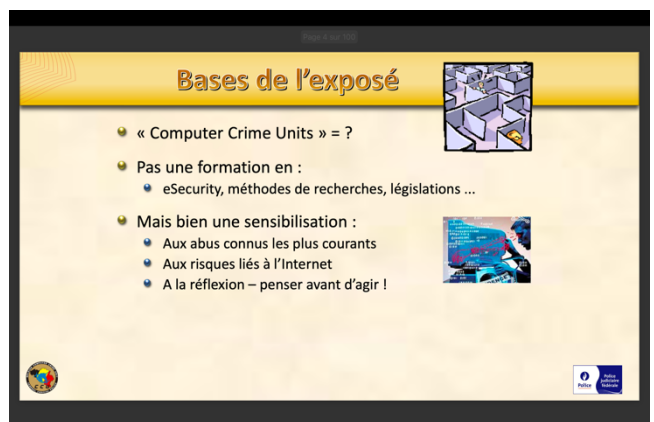 Page 4 sur 100
Bases de l'exposé
« Computer Crime Units » = ?
Pas une formation en :
eSecurity, méthodes de recherches, législations ...
Mais bien une sensibilisation :
Aux abus connus les plus courants
Aux risques liés à l'Internet
A la réflexion – penser avant d'agir !
Police
Police
judiciaire
fédérale